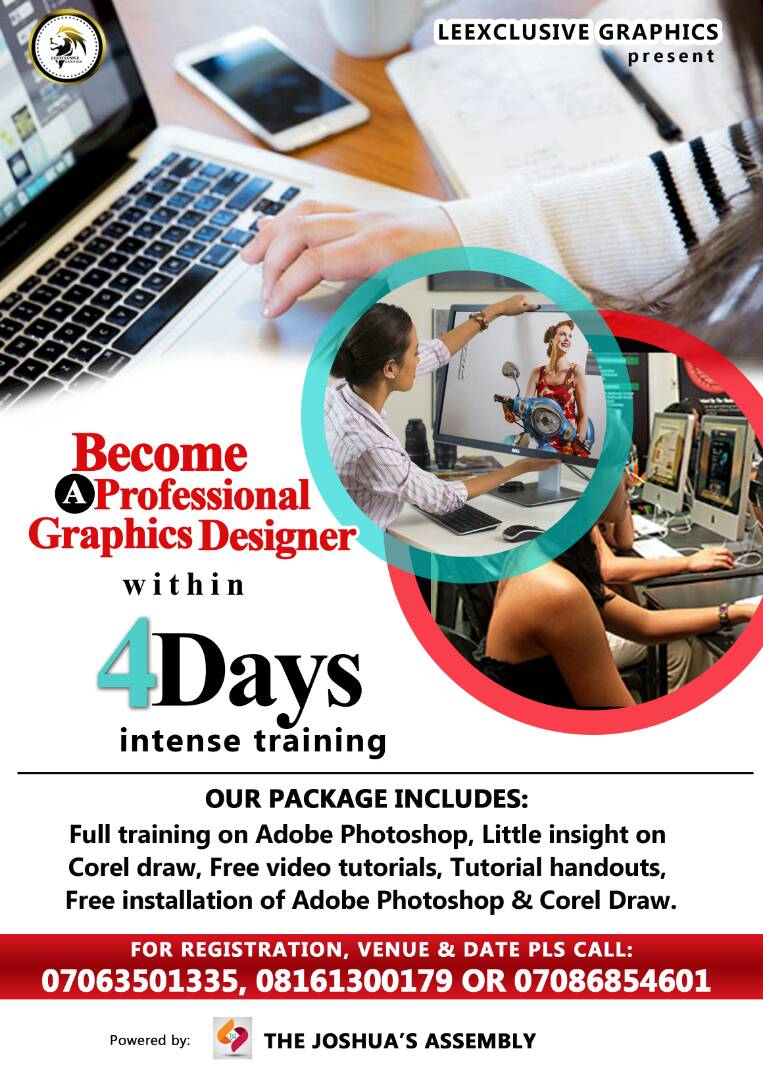 LEEXCLUSIVE GRAPHICS
present
LEEXCLUSIVE
GRAPHICS
Become
A Professional
Graphics Designer
within
4Days
intense training
OUR PACKAGE INCLUDES:
Full training on Adobe Photoshop, Little insight on
Corel draw, Free video tutorials, Tutorial handouts,
Free installation of Adobe Photoshop & Corel Draw.
FOR REGISTRATION, VENUE & DATE PLS CALL:
07063501335, 08161300179 OR 07086854601
Powered by:
THE JOSHUA'S ASSEMBLY